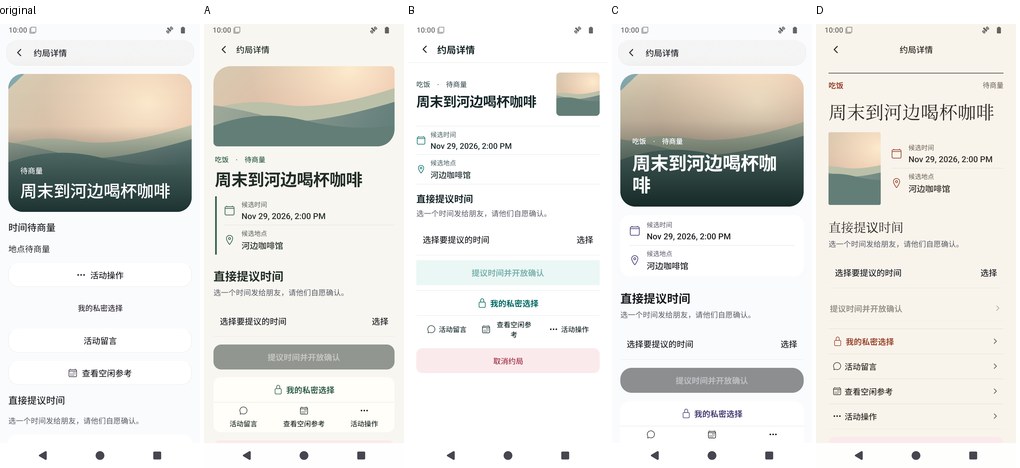 original
10:00
约局详情
待商量
周末到河边喝杯咖啡
时间待商量
地点待商量
活动操作
我的私密选择
活动留言
查看空闲参考
直接提议时间
选一个时间发给朋友，请他们自愿确认。
A
10:00
约局详情
吃饭 · 待商量
周末到河边喝杯咖啡
候选时间
Nov 29, 2026, 2:00 PM
候选地点
河边咖啡馆
直接提议时间
选一个时间发给朋友，请他们自愿确认。
选择要提议的时间 选择
提议时间并开放确认
我的私密选择
活动留言 查看空闲参考 活动操作
B
10:00
约局详情
吃饭 · 待商量
周末到河边喝杯咖啡
候选时间
Nov 29, 2026, 2:00 PM
候选地点
河边咖啡馆
直接提议时间
选一个时间发给朋友，请他们自愿确认。
选择要提议的时间 选择
提议时间并开放确认
我的私密选择
活动留言 查看空闲参
考 活动操作
取消约局
C
10:00
约局详情
吃饭 · 待商量
周末到河边喝杯咖
啡
候选时间
Nov 29, 2026, 2:00 PM
候选地点
河边咖啡馆
直接提议时间
选一个时间发给朋友，请他们自愿确认。
选择要提议的时间 选择
提议时间并开放确认
我的私密选择
D
10:00
约局详情
吃饭 待商量
周末到河边喝杯咖啡
候选时间
Nov 29, 2026, 2:00 PM
候选地点
河边咖啡馆
直接提议时间
选一个时间发给朋友，请他们自愿确认。
选择要提议的时间 选择
提议时间并开放确认
我的私密选择
活动留言
查看空闲参考
活动操作